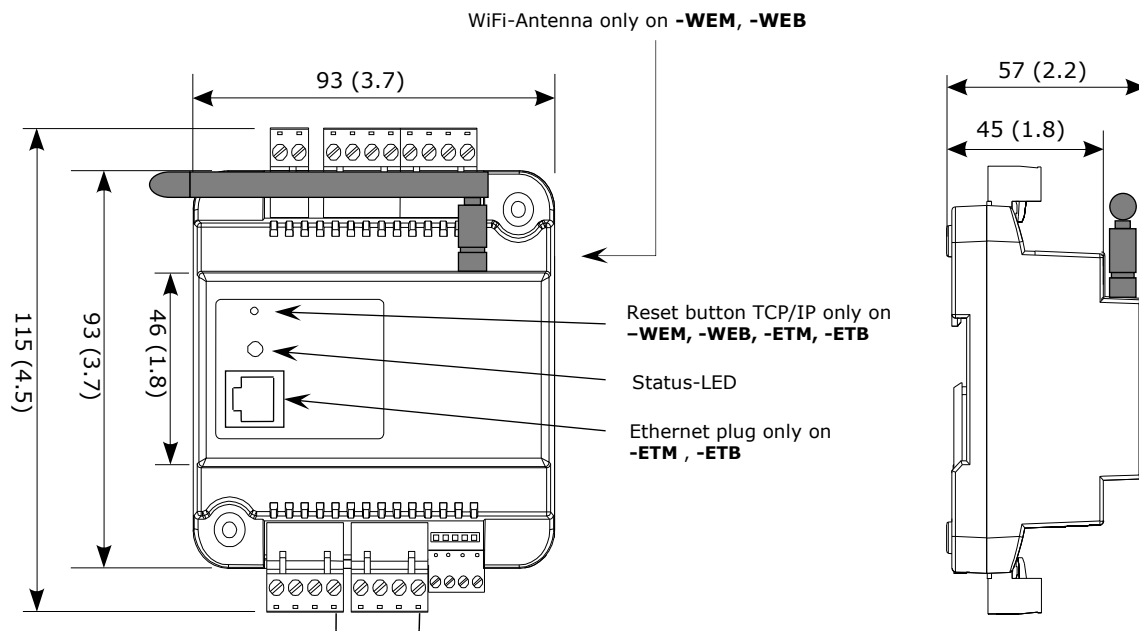 WiFi-Antenna only on -WEM, -WEB
93 (3.7)
57 (2.2)
45 (1.8)
115 (4.5)
93 (3.7)
46 (1.8)
Reset button TCP/IP only on
–WEM, -WEB, -ETM, -ETB
Status-LED
Ethernet plug only on
-ETM , -ETB